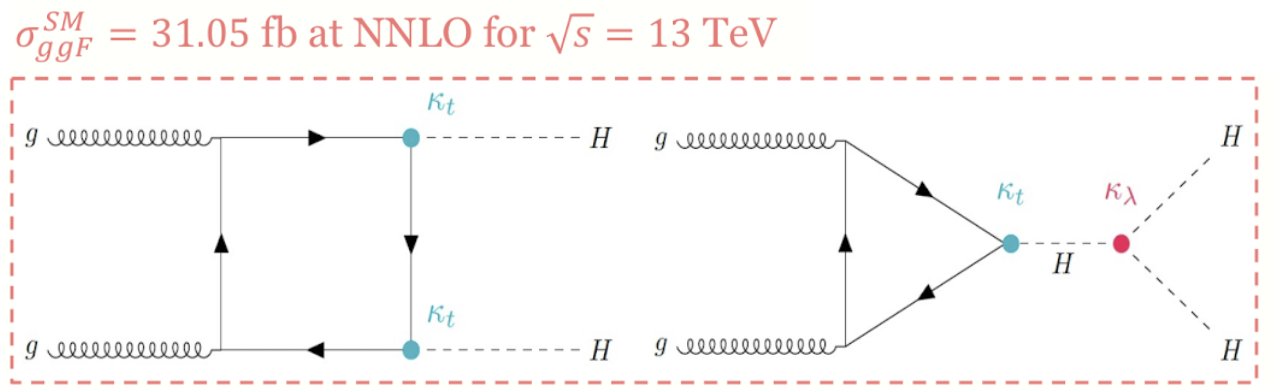 σ_{ggF}^{SM} = 31.05 fb at NNLO for √s = 13 TeV
κ_t
g H g H
κ_t κ_λ
H
κ_t
g H g H